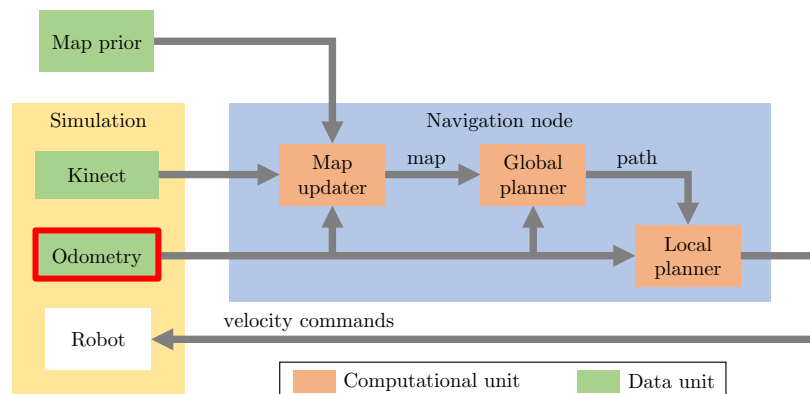 Map prior
Simulation
Navigation node
Kinect
Map
updater
map
Global
planner
path
Odometry
Local
planner
Robot
velocity commands
Computational unit
Data unit